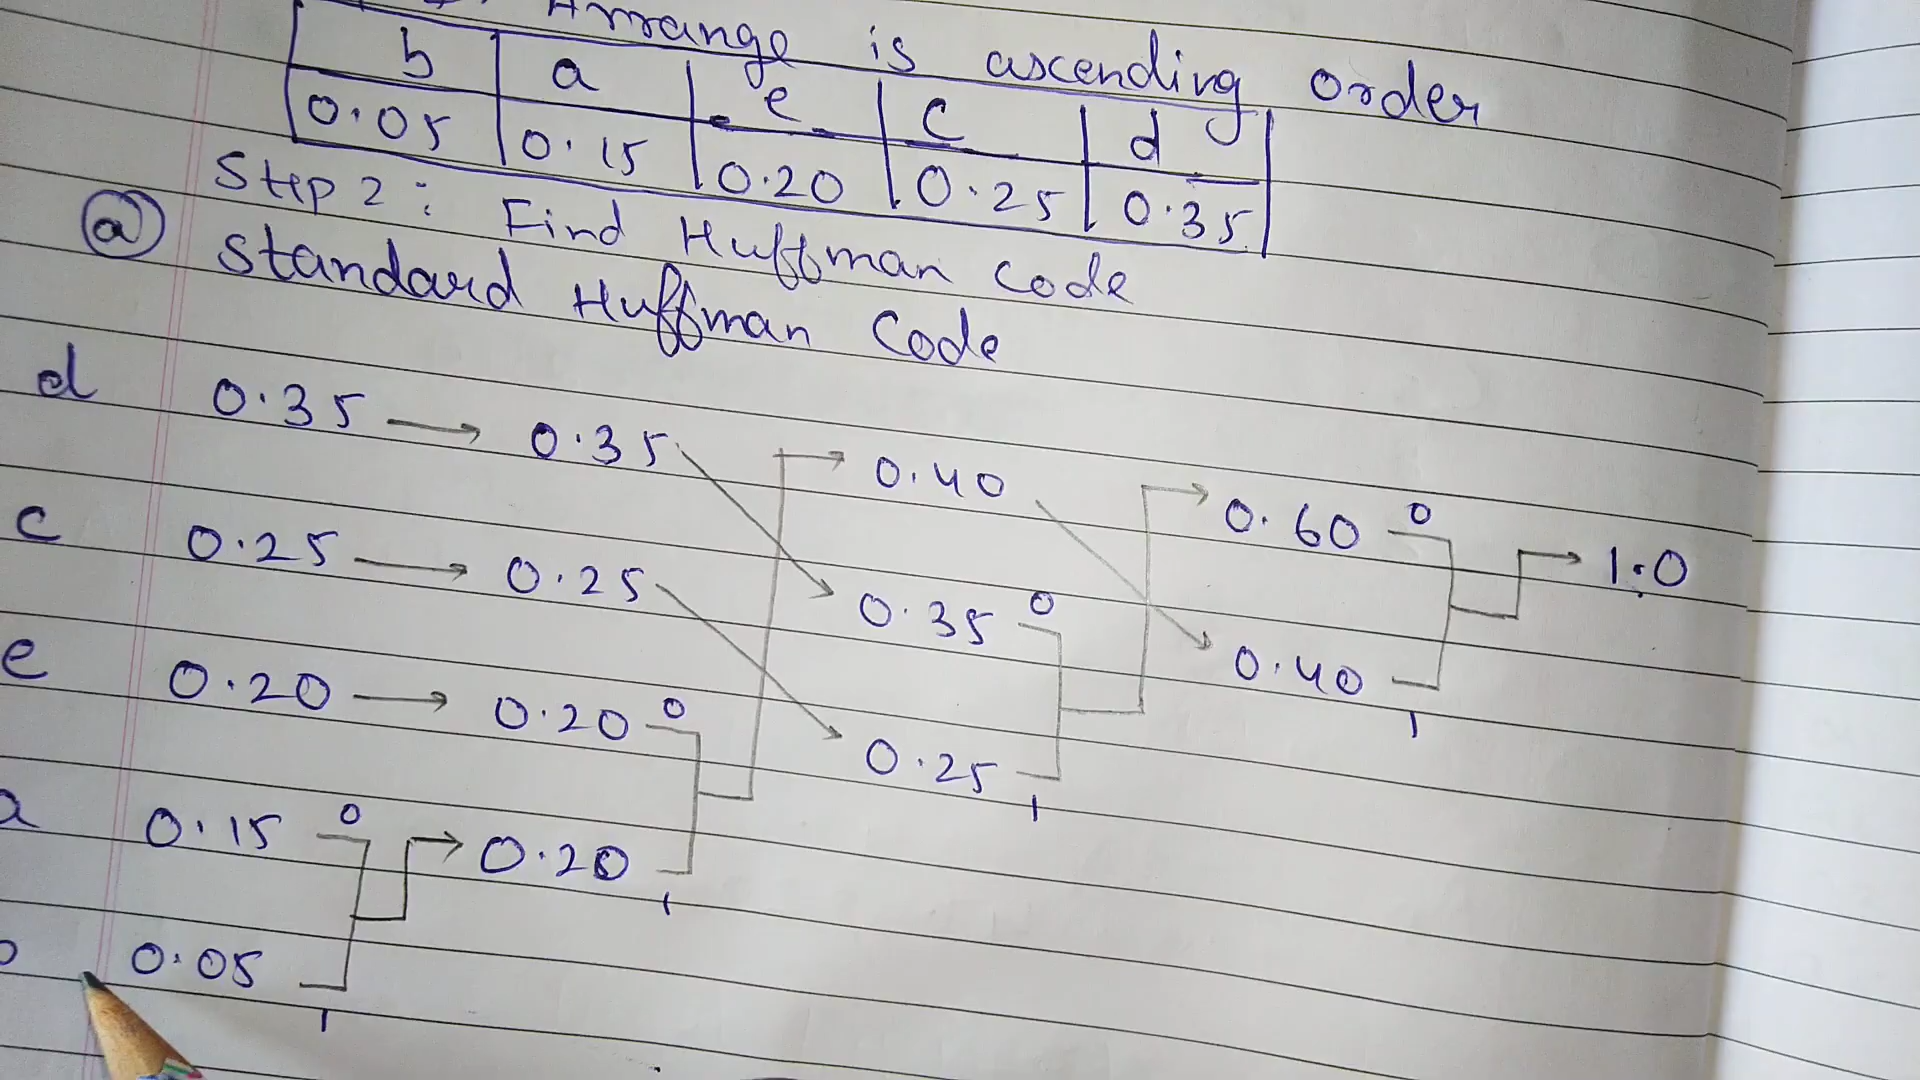 Arrange is ascending order
b a e c d
0.05 0.15 0.20 0.25 0.35
Step 2: Find Huffman code
(a) Standard Huffman Code
d 0.35 → 0.35 → 0.40 → 0.60 0 → 1.0
c 0.25 → 0.25 0.35 0 0.40 1
e 0.20 → 0.20 0 0.25 1
a 0.15 0 → 0.20 1
0.05 1